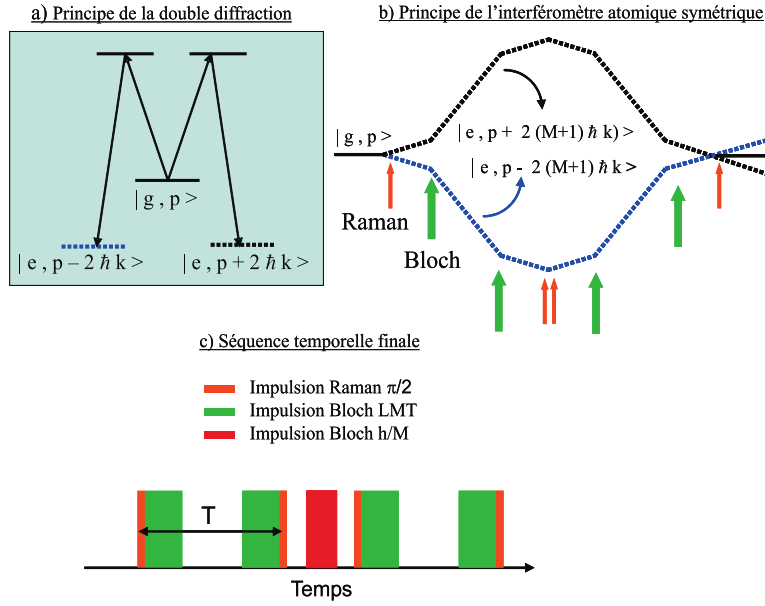 a) Principe de la double diffraction
| g , p >
| e , p – 2 ℏ k >
| e , p + 2 ℏ k >
b) Principe de l'interféromètre atomique symétrique
| g , p >
| e , p + 2 (M+1) ℏ k) >
| e , p - 2 (M+1) ℏ k >
Raman
Bloch
c) Séquence temporelle finale
Impulsion Raman π/2
Impulsion Bloch LMT
Impulsion Bloch h/M
T
Temps